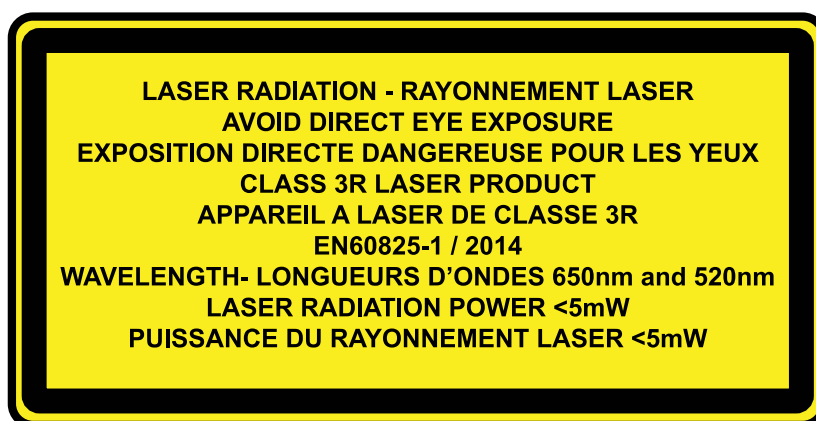 LASER RADIATION - RAYONNEMENT LASER
AVOID DIRECT EYE EXPOSURE
EXPOSITION DIRECTE DANGEREUSE POUR LES YEUX
CLASS 3R LASER PRODUCT
APPAREIL A LASER DE CLASSE 3R
EN60825-1 / 2014
WAVELENGTH- LONGUEURS D’ONDES 650nm and 520nm
LASER RADIATION POWER <5mW
PUISSANCE DU RAYONNEMENT LASER <5mW